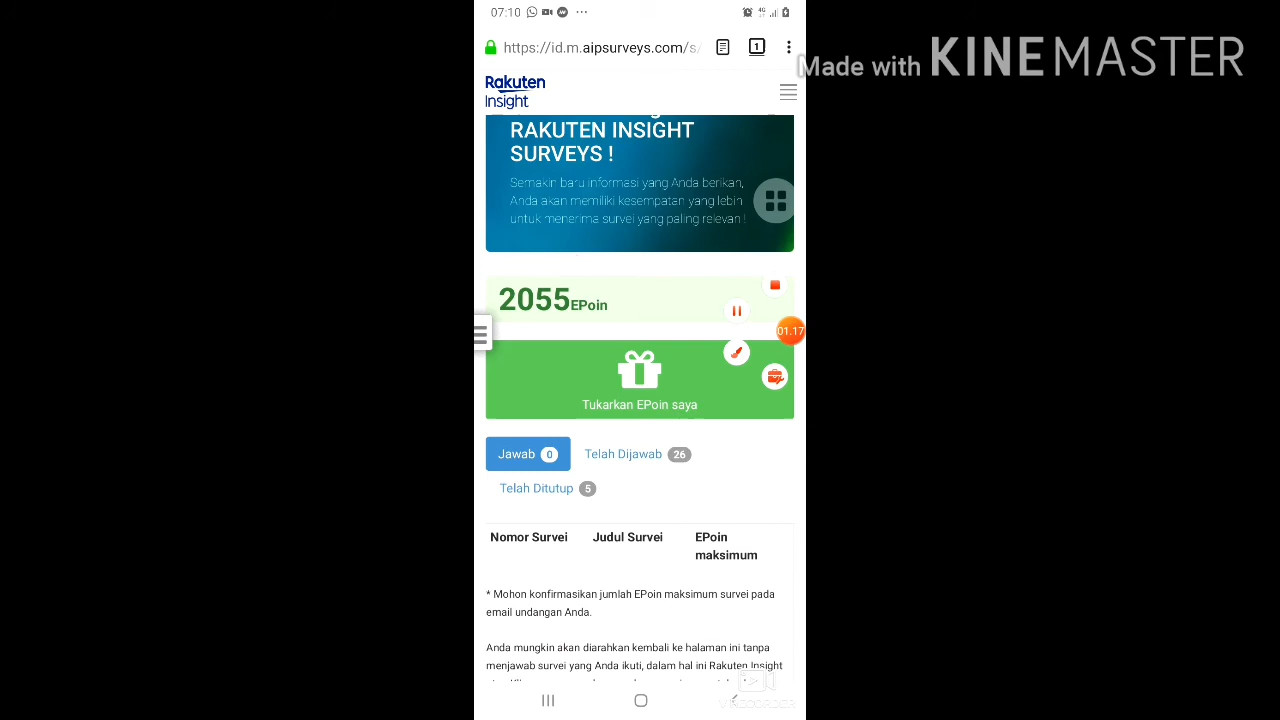 07:10
4G
https://id.m.aipsurveys.com/s/
1
Made with KINEMASTER
Rakuten
Insight
RAKUTEN INSIGHT
SURVEYS !
Semakin baru informasi yang Anda berikan,
Anda akan memiliki kesempatan yang lebih
untuk menerima survei yang paling relevan !
2055EPoin
01.17
Tukarkan EPoin saya
Jawab 0
Telah Dijawab 26
Telah Ditutup 5
Nomor Survei
Judul Survei
EPoin
maksimum
* Mohon konfirmasikan jumlah EPoin maksimum survei pada
email undangan Anda.
Anda mungkin akan diarahkan kembali ke halaman ini tanpa
menjawab survei yang Anda ikuti, dalam hal ini Rakuten Insight